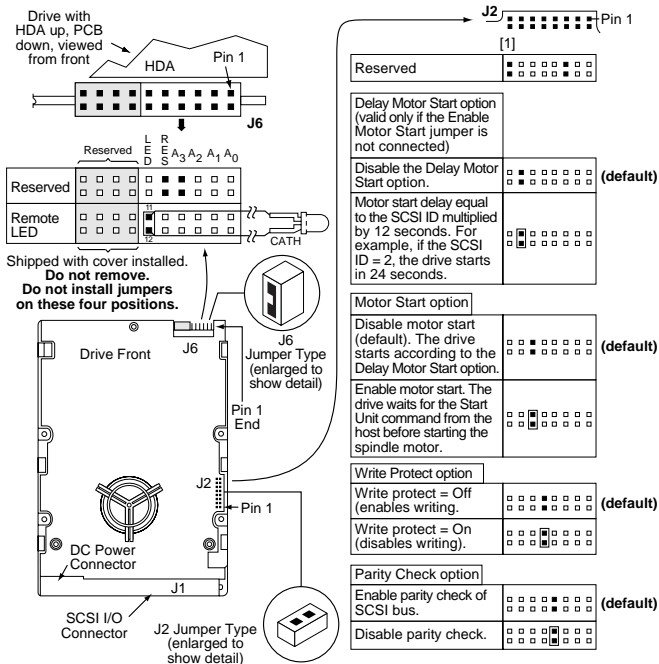 Drive with
HDA up, PCB
down, viewed
from front
HDA
Pin 1
J6
Reserved
L
E
D
R
E
S
A3 A2 A1 A0
Reserved
Remote
LED
11
12
CATH
Shipped with cover installed.
Do not remove.
Do not install jumpers
on these four positions.
Drive Front
J6
J6
Jumper Type
(enlarged to
show detail)
Pin 1
End
J2
Pin 1
DC Power
Connector
J1
SCSI I/O
Connector
J2 Jumper Type
(enlarged to
show detail)
J2
Pin 1
[1]
Reserved
Delay Motor Start option
(valid only if the Enable
Motor Start jumper is
not connected)
Disable the Delay Motor
Start option.
(default)
Motor start delay equal
to the SCSI ID multiplied
by 12 seconds. For
example, if the SCSI
ID = 2, the drive starts
in 24 seconds.
Motor Start option
Disable motor start
(default). The drive
starts according to the
Delay Motor Start option.
(default)
Enable motor start. The
drive waits for the Start
Unit command from the
host before starting the
spindle motor.
Write Protect option
Write protect = Off
(enables writing.
(default)
Write protect = On
(disables writing).
Parity Check option
Enable parity check of
SCSI bus.
(default)
Disable parity check.